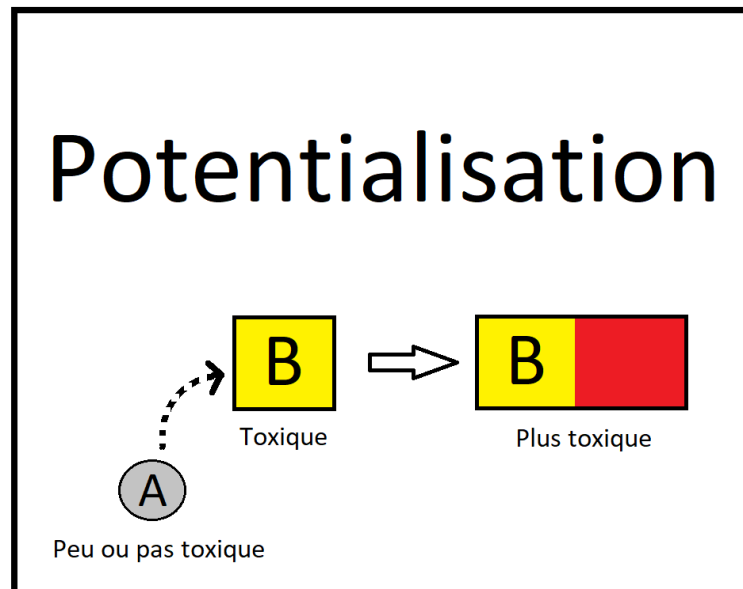 Potentialisation
B
B
Toxique
Plus toxique
A
Peu ou pas toxique